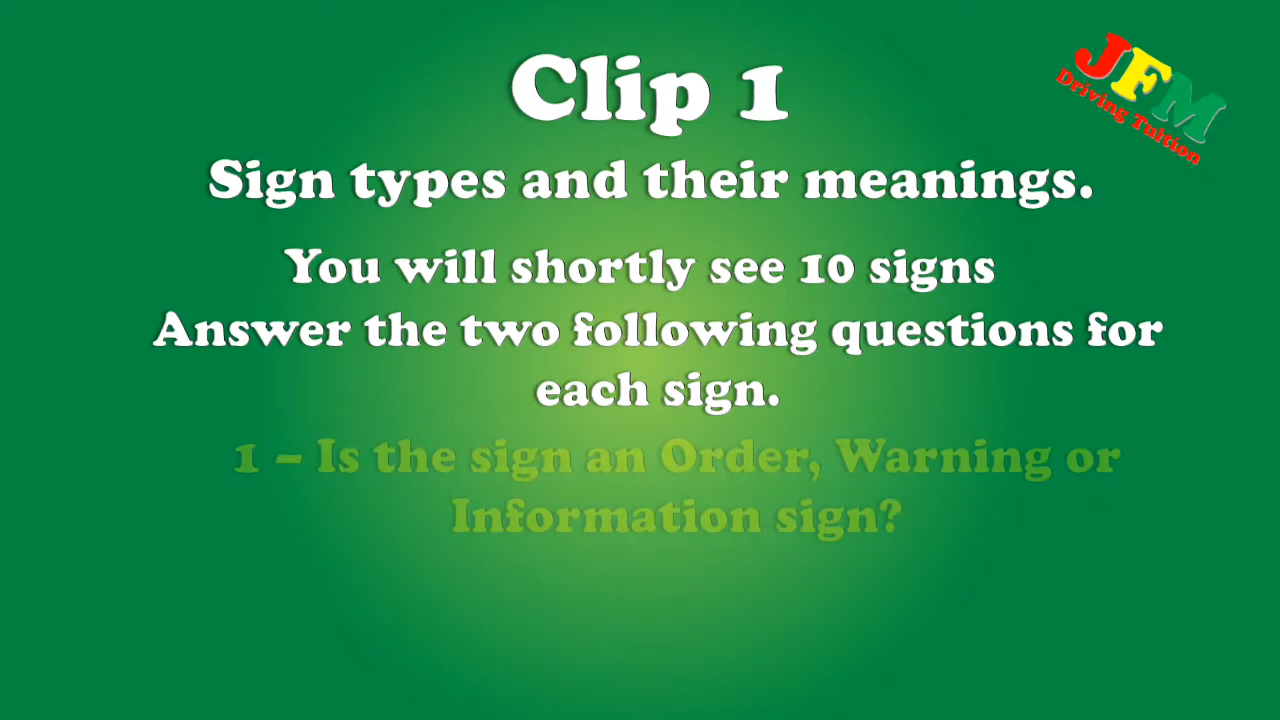 Clip 1
JFM
Driving Tuition
Sign types and their meanings.
You will shortly see 10 signs
Answer the two following questions for
each sign.
1 – Is the sign an Order, Warning or
Information sign?